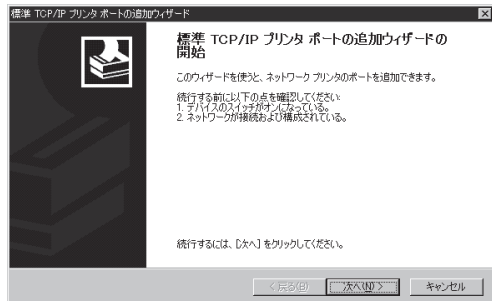 標準 TCP/IP プリンタ ポートの追加ウィザード
標準 TCP/IP プリンタ ポートの追加ウィザードの
開始
このウィザードを使うと、ネットワーク プリンタのポートを追加できます。
続行する前に以下の点を確認してください:
1. デバイスのスイッチがオンになっている。
2. ネットワークが接続および構成されている。
続行するには、[次へ] をクリックしてください。
< 戻る(B)
次へ(N) >
キャンセル